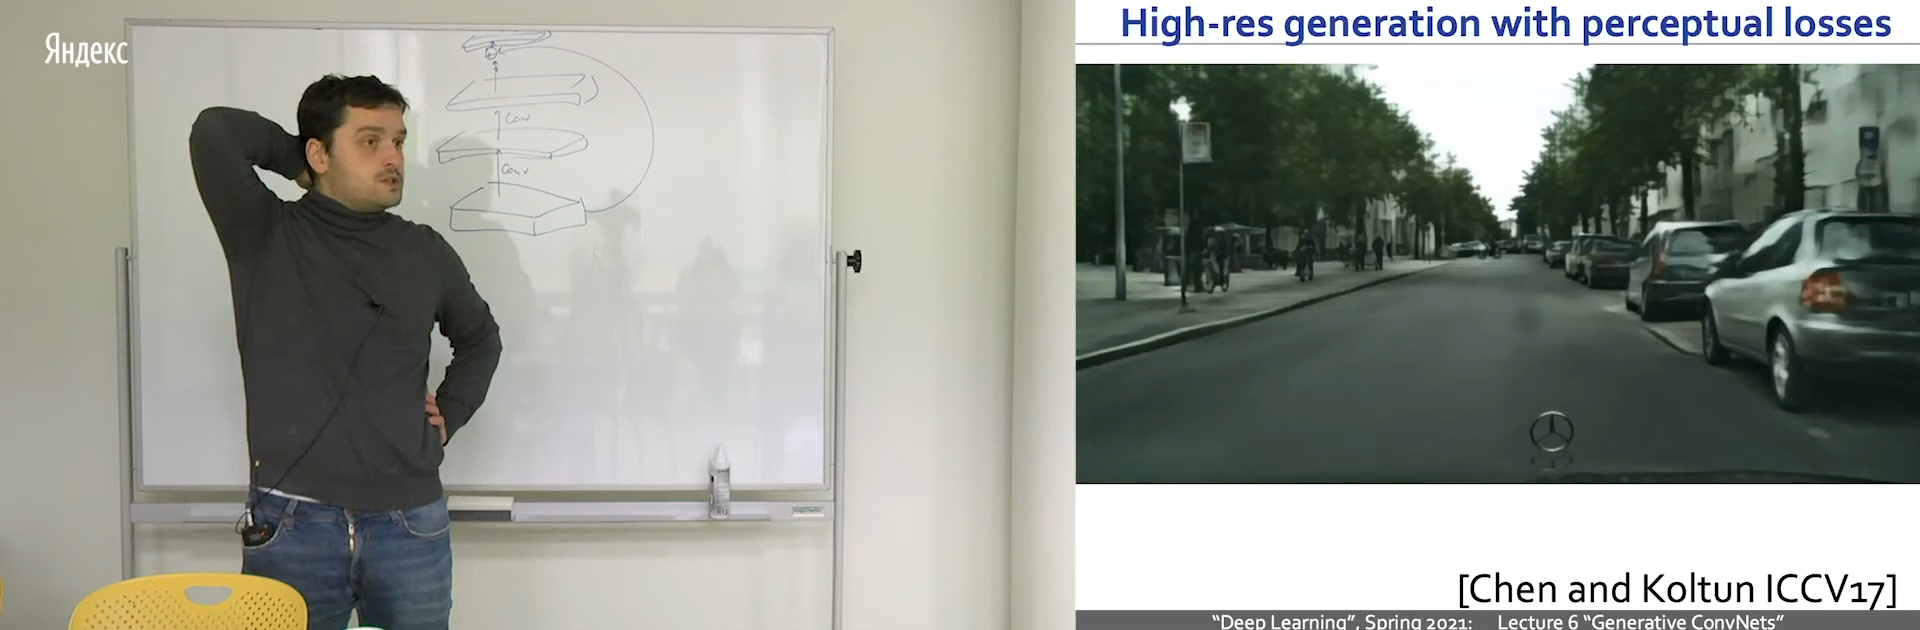 Яндекс
Conv
Conv
High-res generation with perceptual losses
[Chen and Koltun ICCV17]
“Deep Learning”, Spring 2021: Lecture 6 “Generative ConvNets”